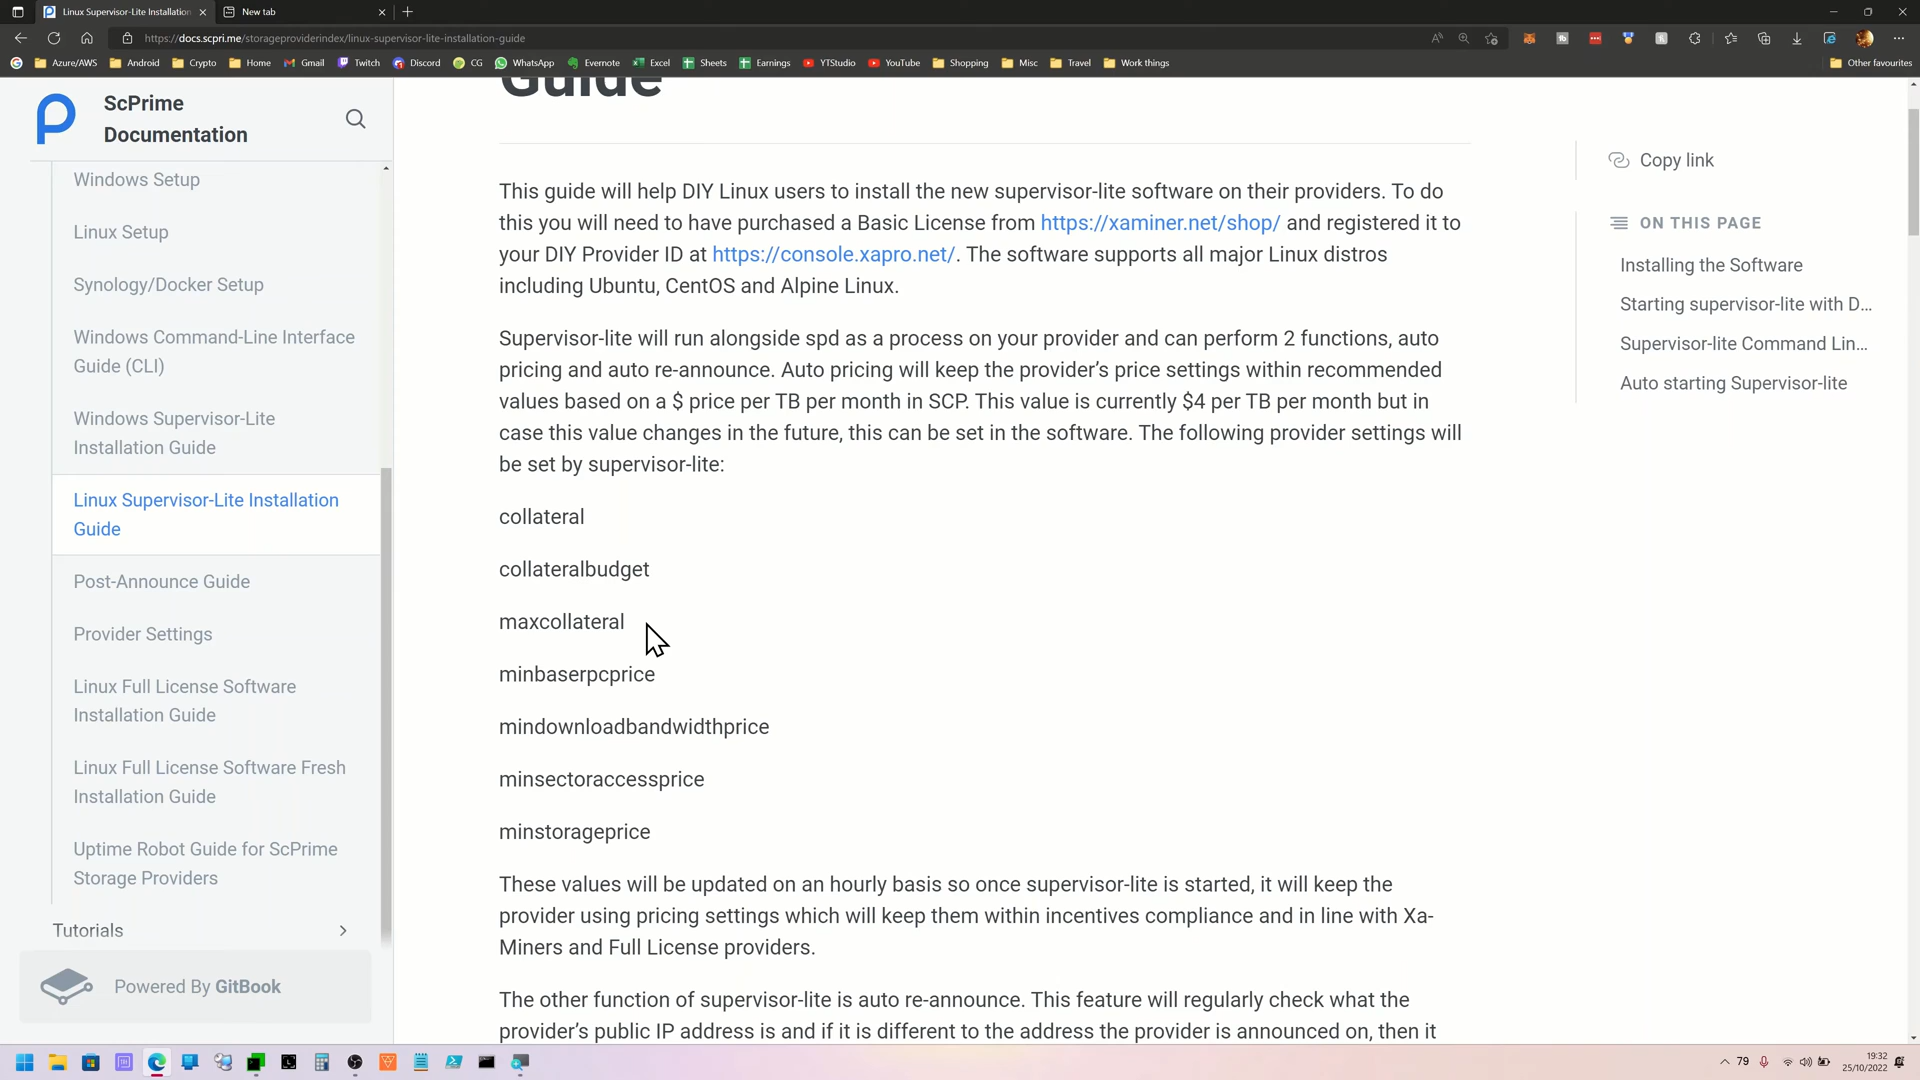 Linux Supervisor-Lite Installation
New tab
https://docs.scpri.me/storageproviderindex/linux-supervisor-lite-installation-guide
Azure/AWS
Android
Crypto
Home
Gmail
Twitch
Discord
CG
WhatsApp
Evernote
Excel
Sheets
Earnings
YTStudio
YouTube
Shopping
Misc
Travel
Work things
Other favourites
ScPrime
Documentation
Windows Setup
Linux Setup
Synology/Docker Setup
Windows Command-Line Interface
Guide (CLI)
Windows Supervisor-Lite
Installation Guide
Linux Supervisor-Lite Installation
Guide
Post-Announce Guide
Provider Settings
Linux Full License Software
Installation Guide
Linux Full License Software Fresh
Installation Guide
Uptime Robot Guide for ScPrime
Storage Providers
Tutorials
Powered By GitBook
Guide
This guide will help DIY Linux users to install the new supervisor-lite software on their providers. To do
this you will need to have purchased a Basic License from https://xaminer.net/shop/ and registered it to
your DIY Provider ID at https://console.xapro.net/. The software supports all major Linux distros
including Ubuntu, CentOS and Alpine Linux.
Supervisor-lite will run alongside spd as a process on your provider and can perform 2 functions, auto
pricing and auto re-announce. Auto pricing will keep the provider's price settings within recommended
values based on a $ price per TB per month in SCP. This value is currently $4 per TB per month but in
case this value changes in the future, this can be set in the software. The following provider settings will
be set by supervisor-lite:
collateral
collateralbudget
maxcollateral
minbaserpcprice
mindownloadbandwidthprice
minsectoraccessprice
minstorageprice
These values will be updated on an hourly basis so once supervisor-lite is started, it will keep the
provider using pricing settings which will keep them within incentives compliance and in line with Xa-
Miners and Full License providers.
The other function of supervisor-lite is auto re-announce. This feature will regularly check what the
provider's public IP address is and if it is different to the address the provider is announced on, then it
Copy link
ON THIS PAGE
Installing the Software
Starting supervisor-lite with D...
Supervisor-lite Command Lin...
Auto starting Supervisor-lite
79
19:32
25/10/2022